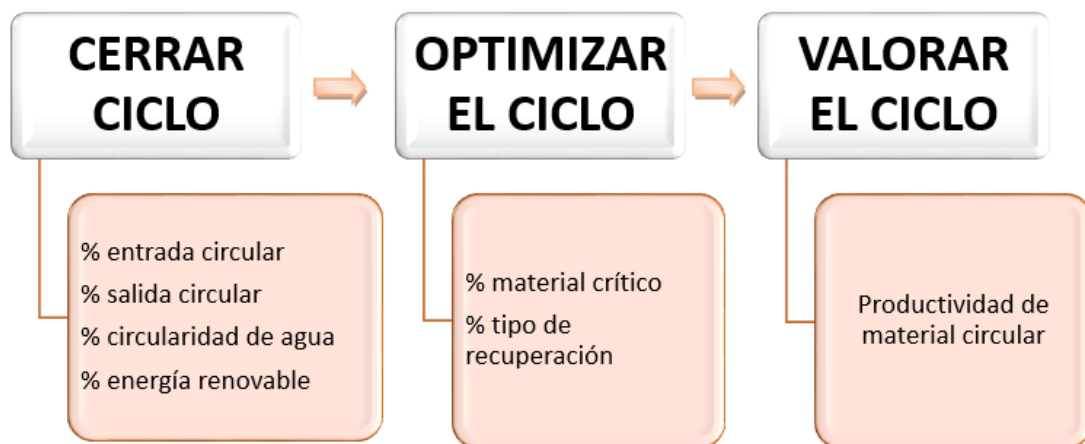 CERRAR
CICLO
% entrada circular
% salida circular
% circularidad de agua
% energía renovable
OPTIMIZAR
EL CICLO
% material crítico
% tipo de
recuperación
VALORAR
EL CICLO
Productividad de
material circular